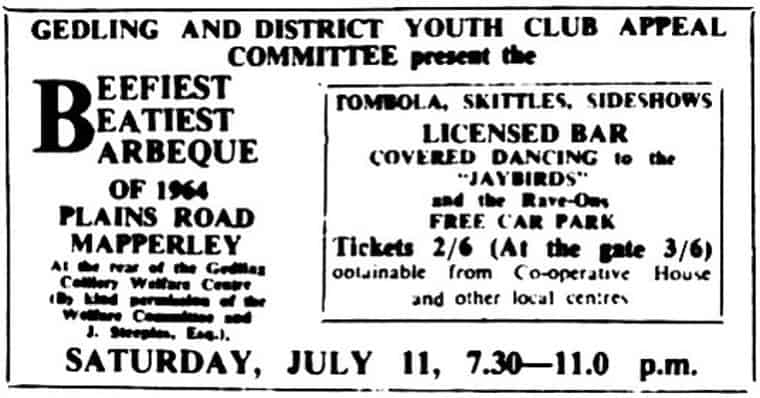 GEDLING AND DISTRICT YOUTH CLUB APPEAL
COMMITTEE present the
BEEFIEST
BEATIEST
BARBEQUE
OF 1964
PLAINS ROAD
MAPPERLEY
At the rear of the Gedling
Colliery Welfare Centre
(By kind permission of the
Welfare Committee and
J. Steeples, Esq.).
TOMBOLA, SKITTLES, SIDESHOWS
LICENSED BAR
COVERED DANCING to the
"JAYBIRDS"
and the Rave-Ons
FREE CAR PARK
Tickets 2/6 (At the gate 3/6)
obtainable from Co-operative House
and other local centres
SATURDAY, JULY 11, 7.30—11.0 p.m.